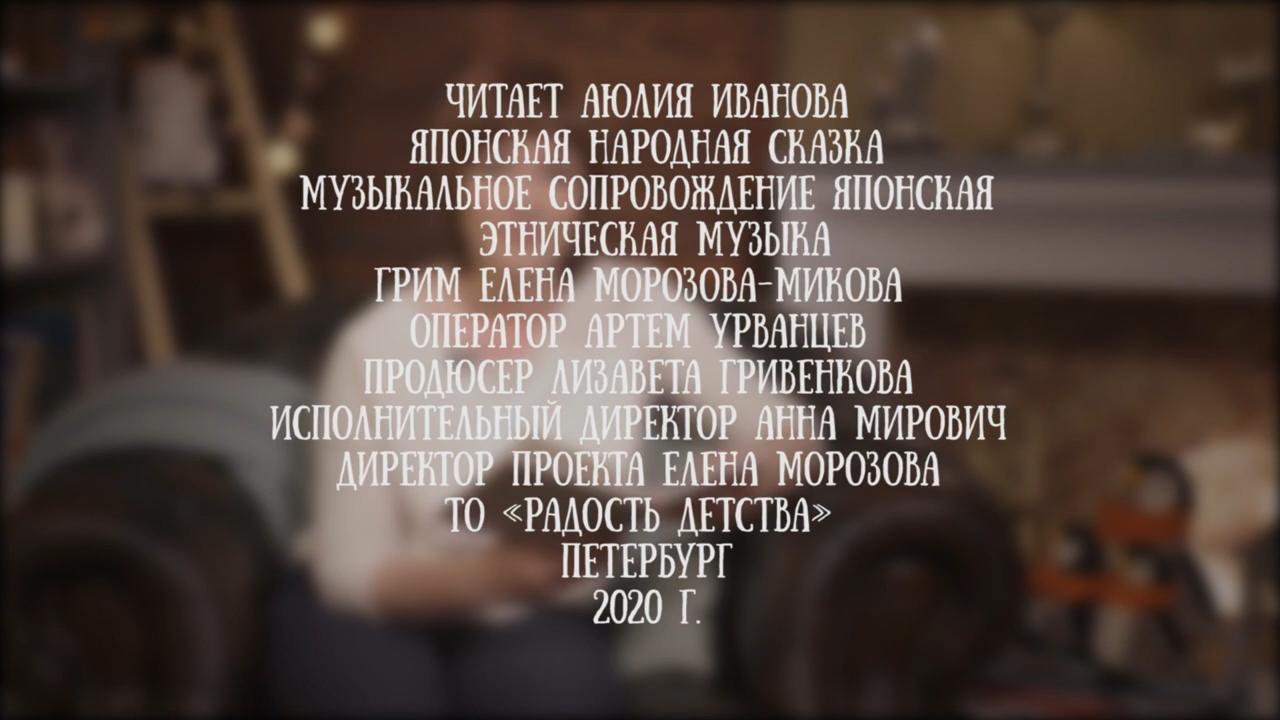 ЧИТАЕТ АЮЛИЯ ИВАНОВА
ЯПОНСКАЯ НАРОДНАЯ СКАЗКА
МУЗЫКАЛЬНОЕ СОПРОВОЖДЕНИЕ ЯПОНСКАЯ
ЭТНИЧЕСКАЯ МУЗЫКА
ГРИМ ЕЛЕНА МОРОЗОВА-МИКОВА
ОПЕРАТОР АРТЕМ УРВАНЦЕВ
ПРОДЮСЕР ЛИЗАВЕТА ГРИВЕНКОВА
ИСПОЛНИТЕЛЬНЫЙ ДИРЕКТОР АННА МИРОВИЧ
ДИРЕКТОР ПРОЕКТА ЕЛЕНА МОРОЗОВА
ТО «РАДОСТЬ ДЕТСТВА»
ПЕТЕРБУРГ
2020 Г.